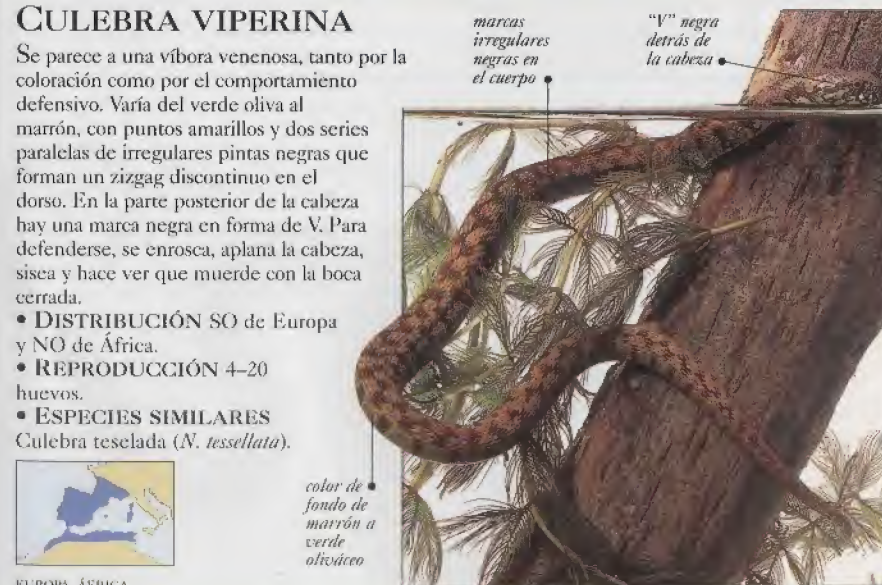 CULEBRA VIPERINA
Se parece a una víbora venenosa, tanto por la
coloración como por el comportamiento
defensivo. Varía del verde oliva al
marrón, con puntos amarillos y dos series
paralelas de irregulares pintas negras que
forman un zizgag discontinuo en el
dorso. En la parte posterior de la cabeza
hay una marca negra en forma de V. Para
defenderse, se enrosca, aplana la cabeza,
sisea y hace ver que muerde con la boca
cerrada.
• DISTRIBUCIÓN SO de Europa
y NO de África.
• REPRODUCCIÓN 4–20
huevos.
• ESPECIES SIMILARES
Culebra teselada (N. tessellata).
EUROPA, ÁFRICA
marcas
irregulares
negras en
el cuerpo
"V" negra
detrás de
la cabeza
color de
fondo de
marrón a
verde
oliváceo